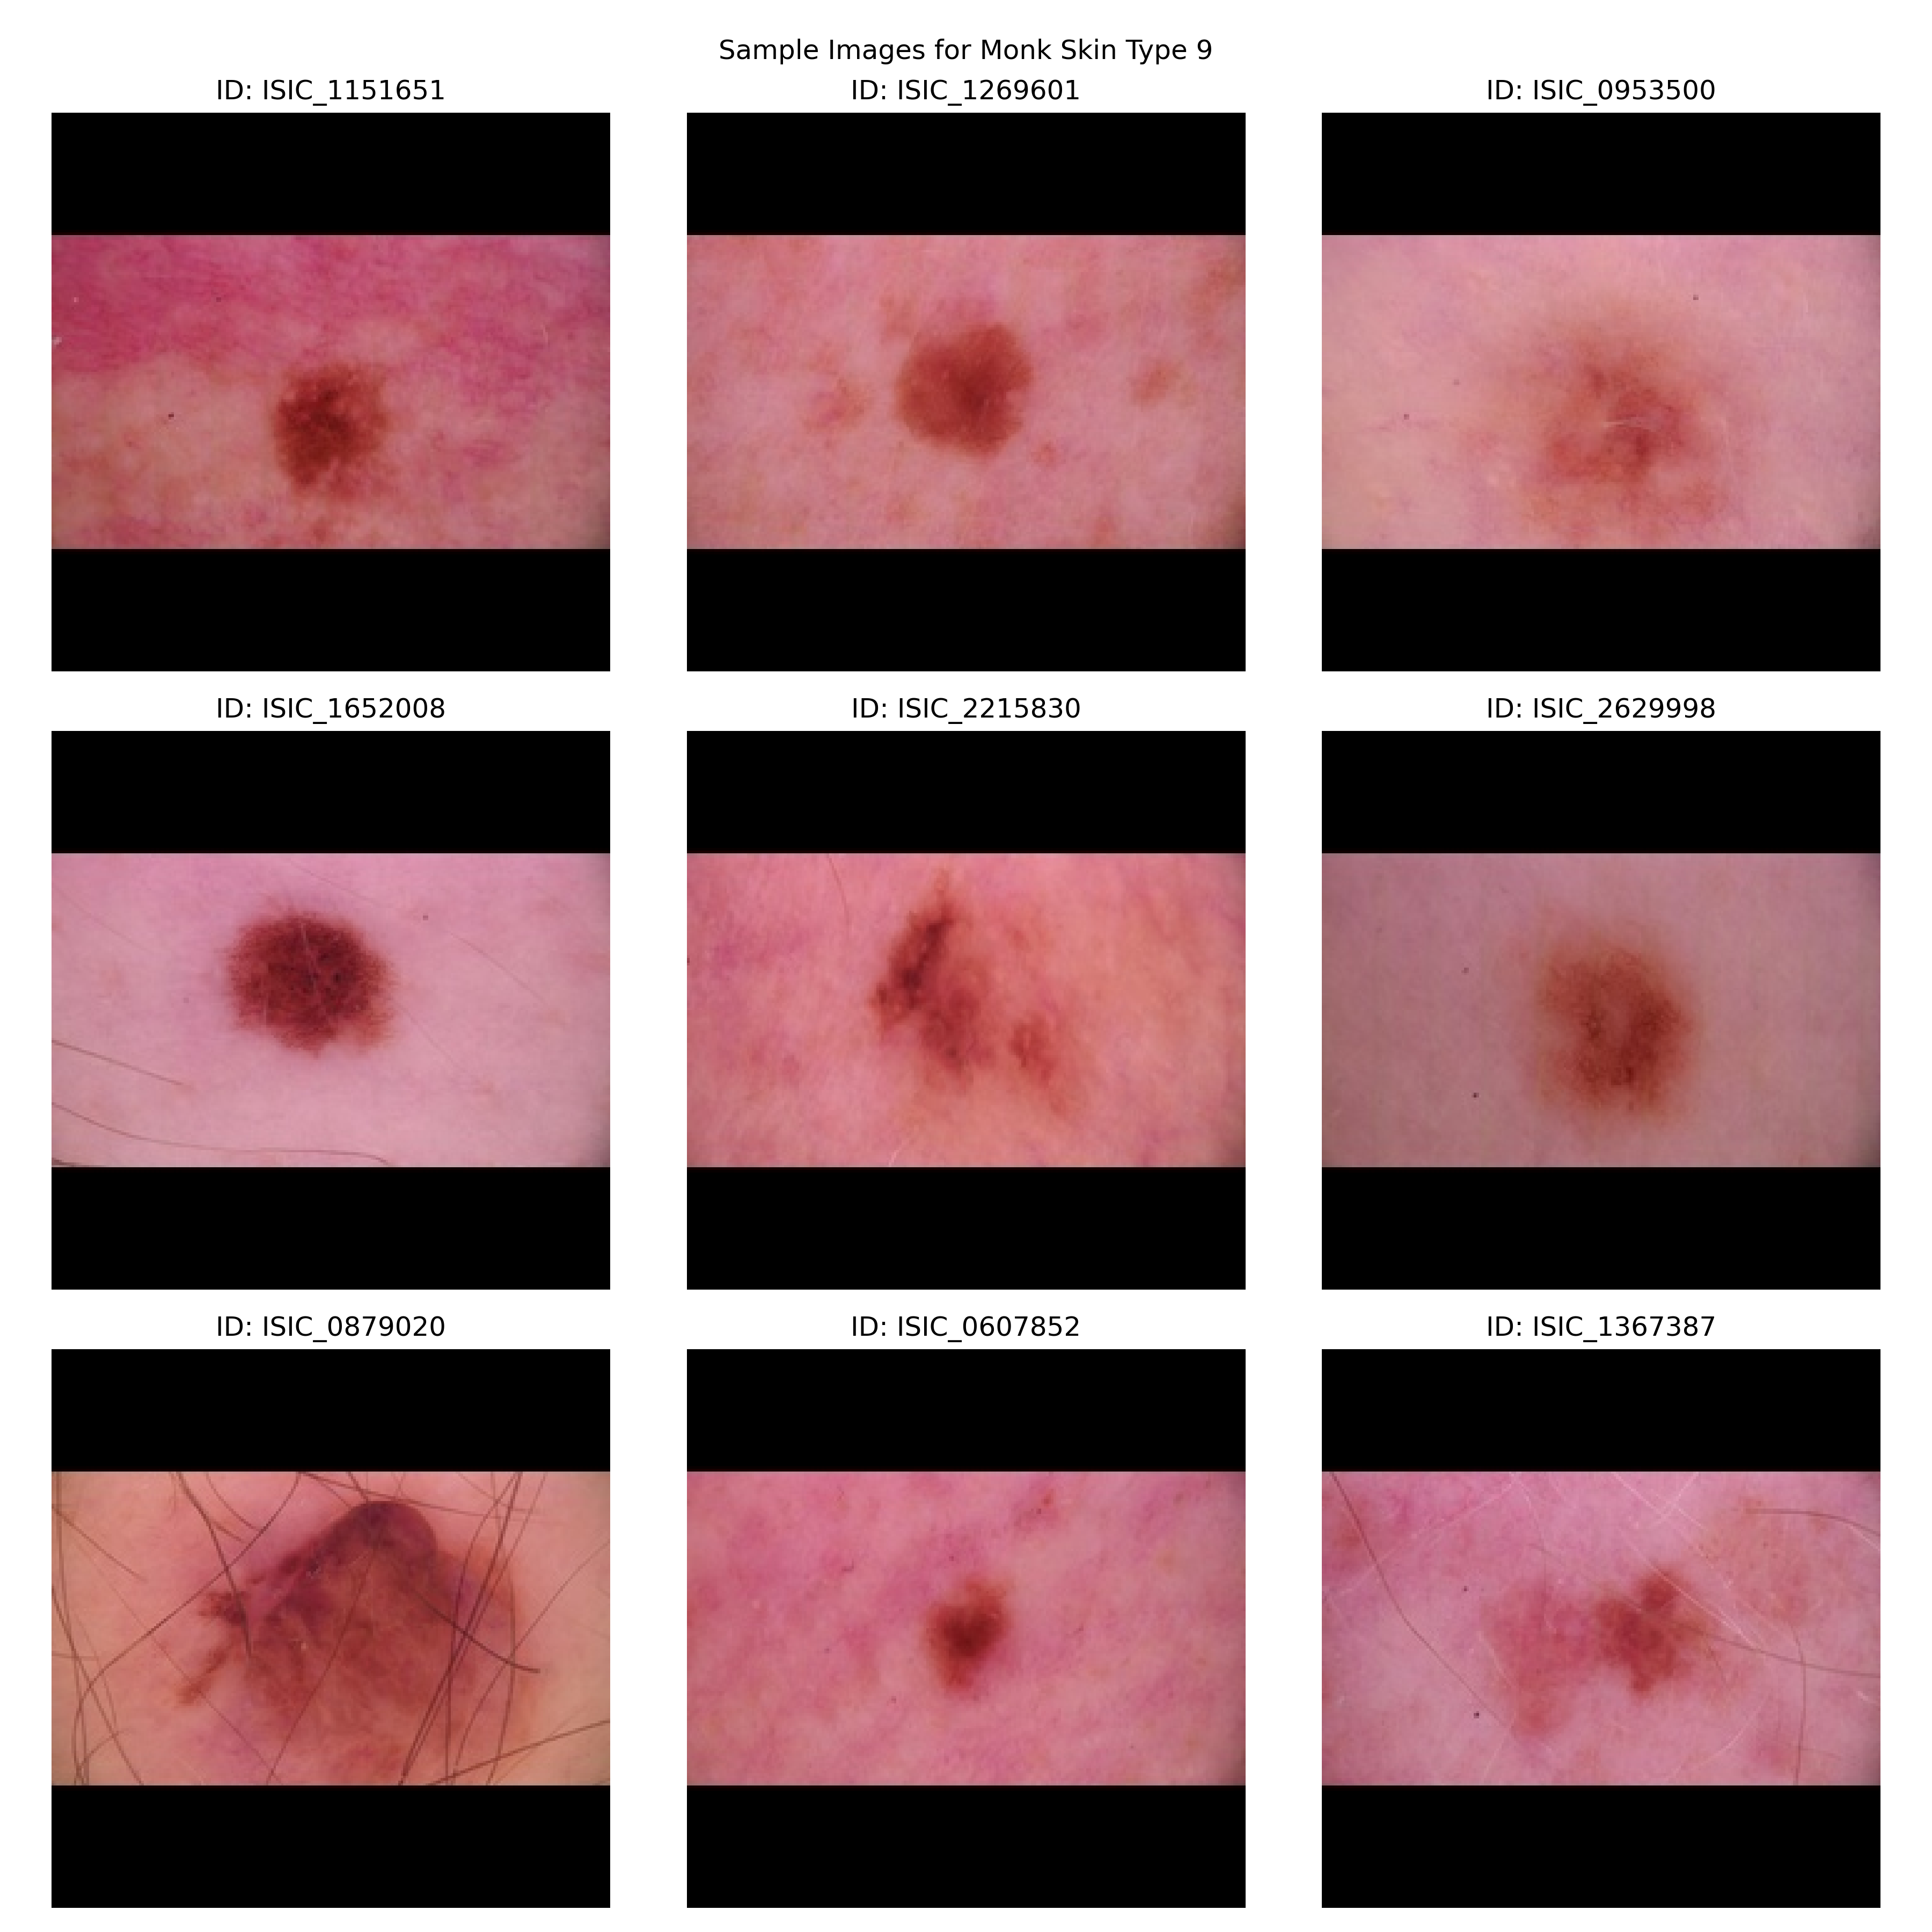 Sample Images for Monk Skin Type 9
ID: ISIC_1151651
ID: ISIC_1269601
ID: ISIC_0953500
ID: ISIC_1652008
ID: ISIC_2215830
ID: ISIC_2629998
ID: ISIC_0879020
ID: ISIC_0607852
ID: ISIC_1367387